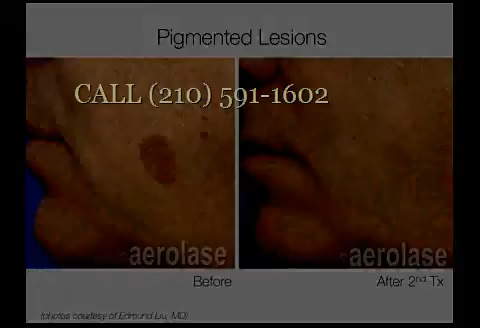 Pigmented Lesions
CALL (210) 591-1602
aerolase aerolase
Before After 2nd Tx
(photos courtesy of Edmund Liu, MD)